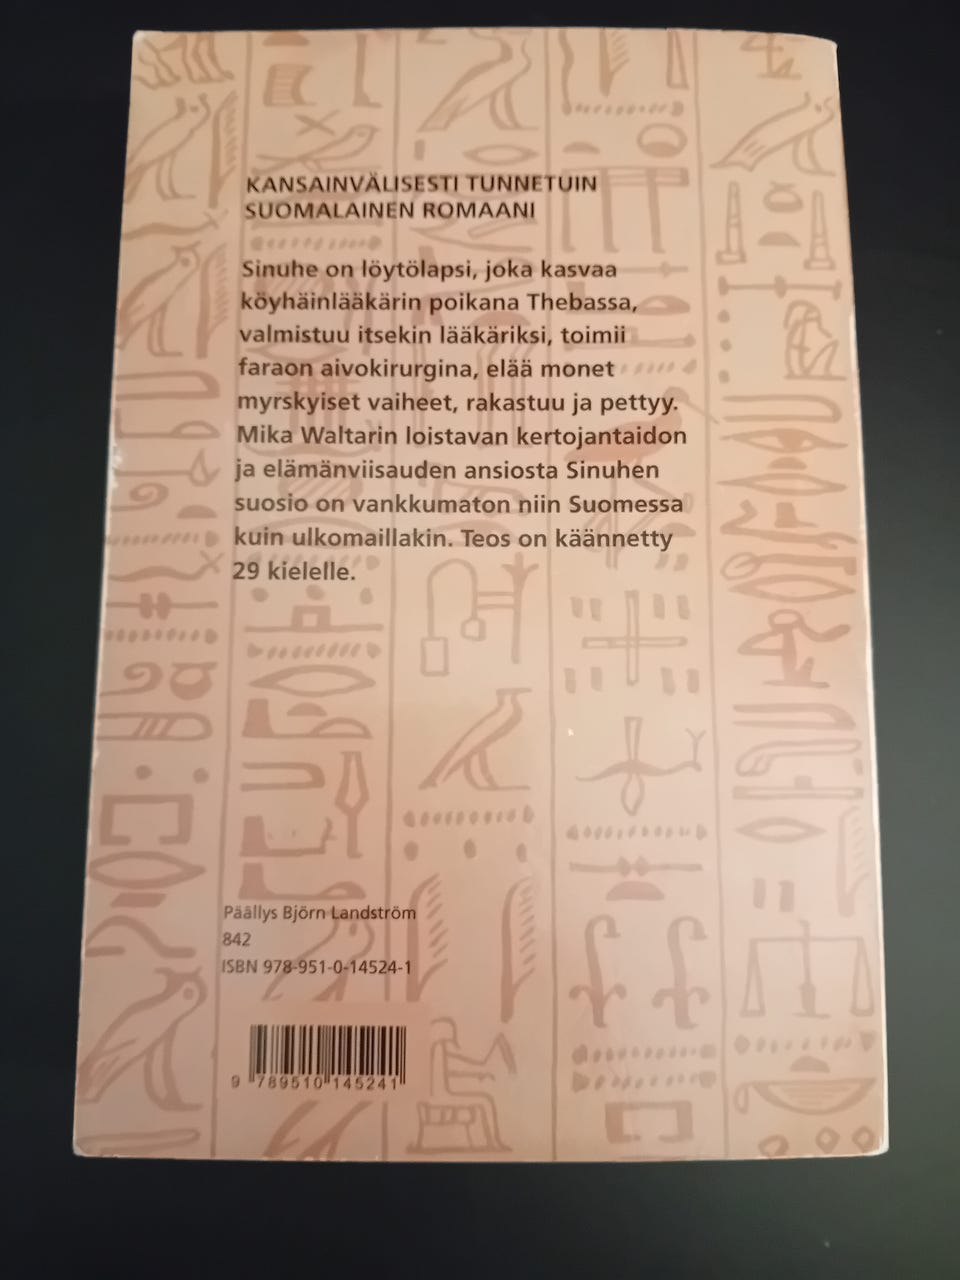 KANSAINVÄLISESTI TUNNETUIN
SUOMALAINEN ROMAANI
Sinuhe on löytölapsi, joka kasvaa
köyhäinlääkärin poikana Thebassa,
valmistuu itsekin lääkäriksi, toimii
faraon aivokirurgina, elää monet
myrskyiset vaiheet, rakastuu ja pettyy.
Mika Waltarin loistavan kertojantaidon
ja elämänviisauden ansiosta Sinuhen
suosio on vankkumaton niin Suomessa
kuin ulkomaillakin. Teos on käännetty
29 kielelle.
Päällys Björn Landström
842
ISBN 978-951-0-14524-1
9 789510 145241